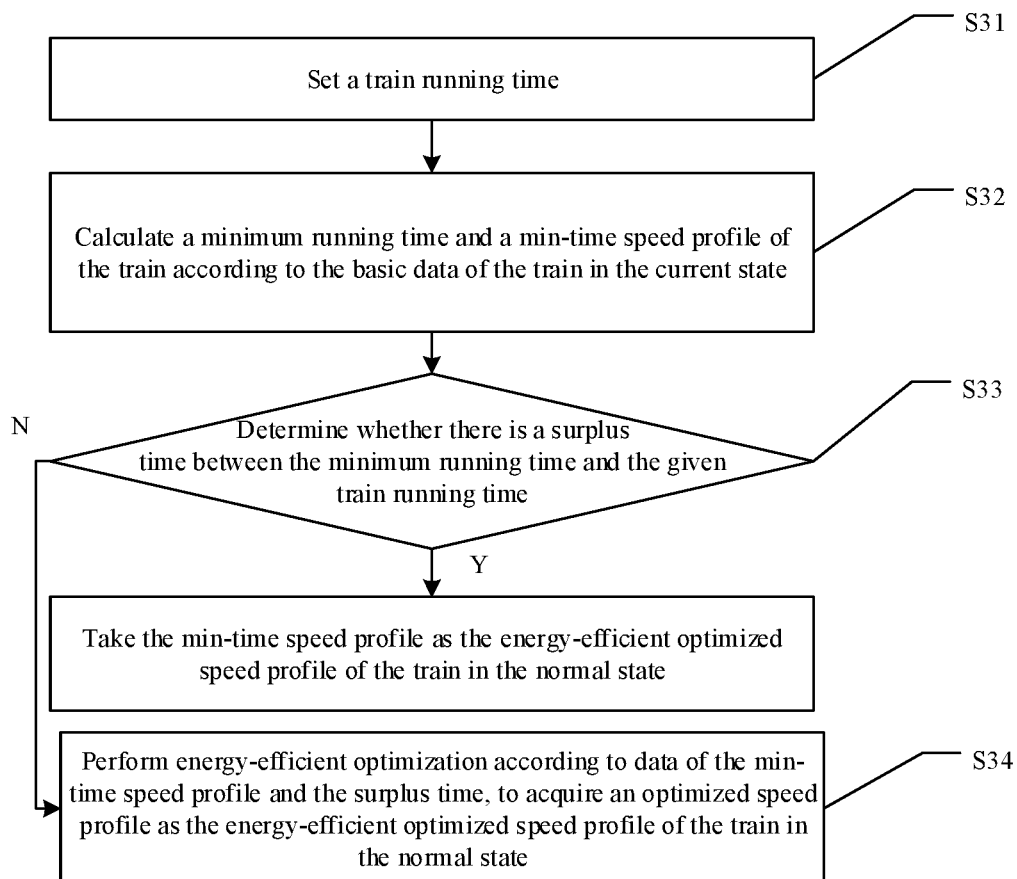 S31
Set a train running time
S32
Calculate a minimum running time and a min-time speed profile of
the train according to the basic data of the train in the current state
S33
N
Determine whether there is a surplus
time between the minimum running time and the given
train running time
Y
Take the min-time speed profile as the energy-efficient optimized
speed profile of the train in the normal state
S34
Perform energy-efficient optimization according to data of the min-
time speed profile and the surplus time, to acquire an optimized speed
profile as the energy-efficient optimized speed profile of the train in
the normal state